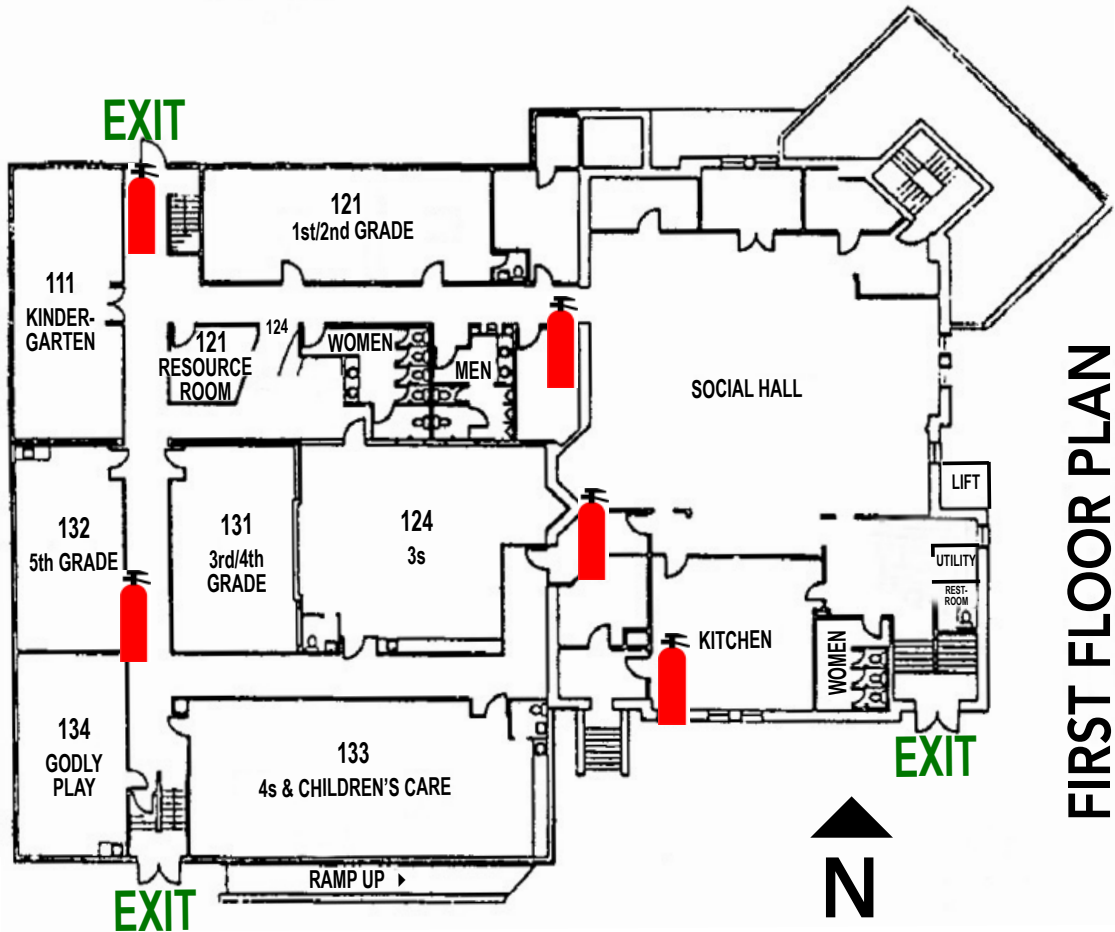 EXIT
121
1st/2nd GRADE
111
KINDER-
GARTEN
121
RESOURCE
ROOM
124
WOMEN
MEN
SOCIAL HALL
LIFT
132
5th GRADE
131
3rd/4th
GRADE
124
3s
UTILITY
REST-
ROOM
KITCHEN
WOMEN
134
GODLY
PLAY
133
4s & CHILDREN'S CARE
EXIT
RAMP UP
EXIT
N
FIRST FLOOR PLAN